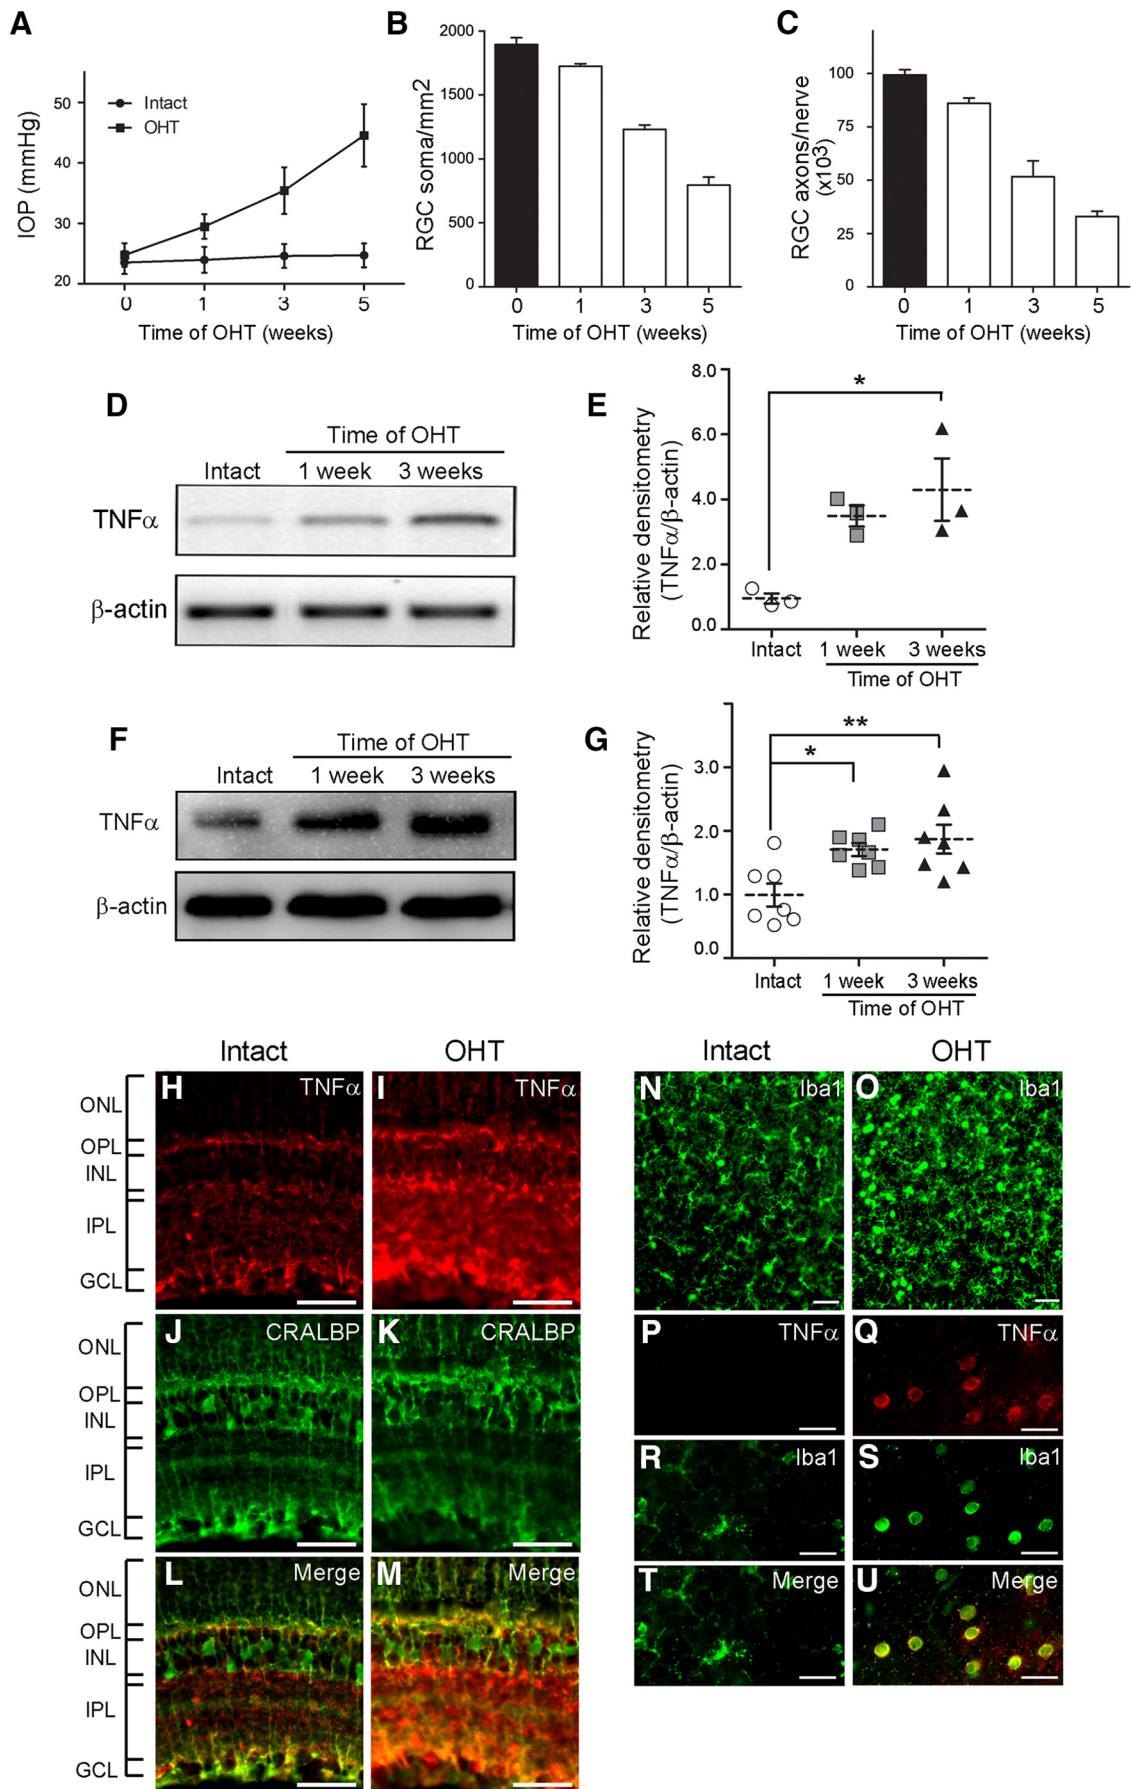 A
IOP (mmHg)
50
40
30
20
Intact
OHT
0 1 3 5
Time of OHT (weeks)
B
RGC soma/mm2
2000
1500
1000
500
0
0 1 3 5
Time of OHT (weeks)
C
RGC axons/nerve
(x103)
100
75
50
25
0
0 1 3 5
Time of OHT (weeks)
D
Time of OHT
Intact 1 week 3 weeks
TNFα
β-actin
E
Relative densitometry
(TNFα/β-actin)
8.0
6.0
4.0
2.0
0.0
*
Intact 1 week 3 weeks
Time of OHT
F
Time of OHT
Intact 1 week 3 weeks
TNFα
β-actin
G
Relative densitometry
(TNFα/β-actin)
3.0
2.0
1.0
0.0
**
*
Intact 1 week 3 weeks
Time of OHT
Intact OHT
H TNFα
I TNFα
ONL
OPL
INL
IPL
GCL
J CRALBP
K CRALBP
ONL
OPL
INL
IPL
GCL
L Merge
M Merge
ONL
OPL
INL
IPL
GCL
Intact OHT
N Iba1
O Iba1
P TNFα
Q TNFα
R Iba1
S Iba1
T Merge
U Merge